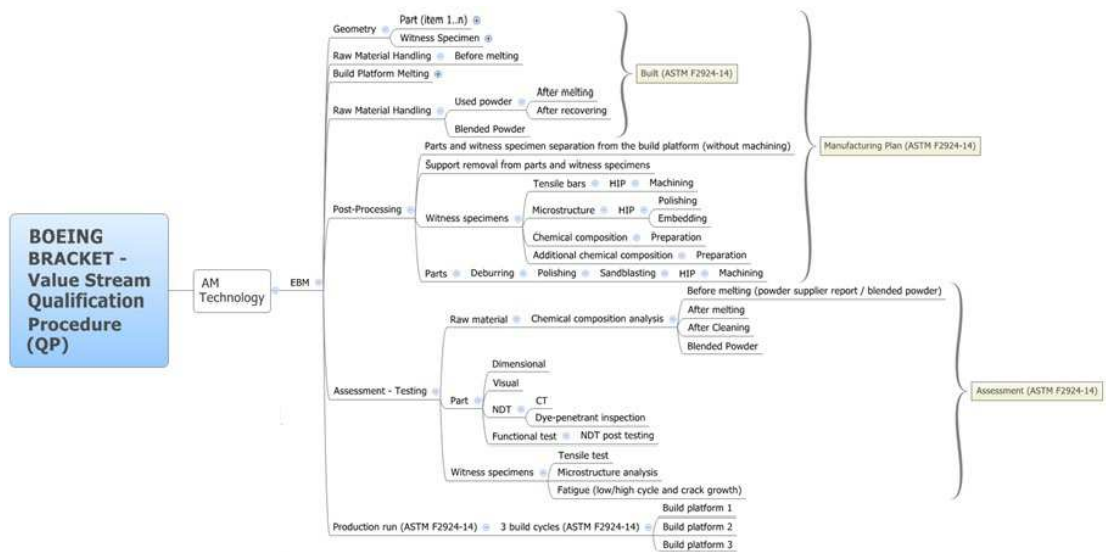 BOEING
BRACKET -
Value Stream
Qualification
Procedure
(QP)
AM
Technology
EBM
Geometry
Part (item 1..n)
Witness Specimen
Raw Material Handling
Before melting
Build Platform Melting
Raw Material Handling
Used powder
After melting
After recovering
Blended Powder
Built (ASTM F2924-14)
Post-Processing
Parts and witness specimen separation from the build platform (without machining)
Support removal from parts and witness specimens
Witness specimens
Tensile bars
HIP
Machining
Microstructure
HIP
Polishing
Embedding
Chemical composition
Preparation
Additional chemical composition
Preparation
Parts
Deburring
Polishing
Sandblasting
HIP
Machining
Manufacturing Plan (ASTM F2924-14)
Assessment - Testing
Raw material
Chemical composition analysis
Before melting (powder supplier report / blended powder)
After melting
After Cleaning
Blended Powder
Part
Dimensional
Visual
NDT
CT
Dye-penetrant inspection
Functional test
NDT post testing
Witness specimens
Tensile test
Microstructure analysis
Fatigue (low/high cycle and crack growth)
Assessment (ASTM F2924-14)
Production run (ASTM F2924-14)
3 build cycles (ASTM F2924-14)
Build platform 1
Build platform 2
Build platform 3